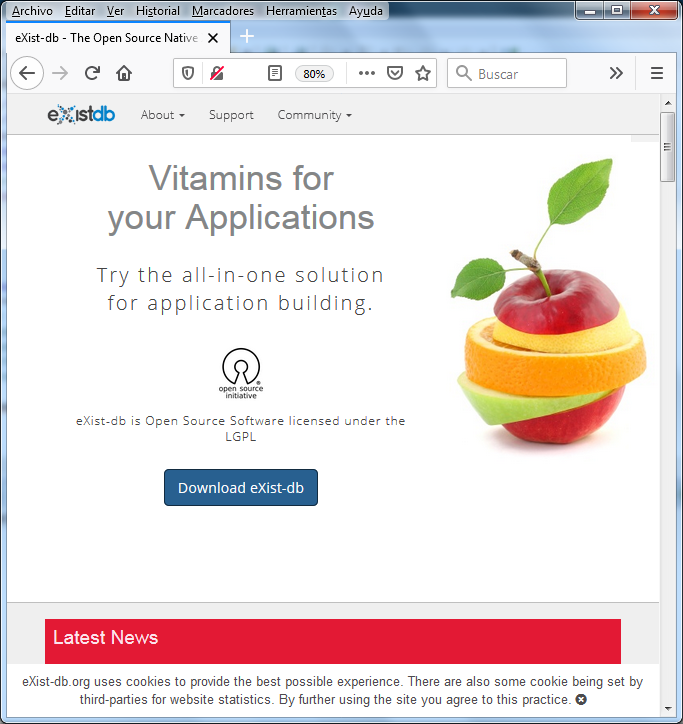 Archivo Editar Ver Historial Marcadores Herramientas Ayuda
eXist-db - The Open Source Native
80%
Buscar
eXistdb
About Support Community
Vitamins for
your Applications
Try the all-in-one solution
for application building.
open source
initiative
eXist-db is Open Source Software licensed under the
LGPL
Download eXist-db
Latest News
eXist-db.org uses cookies to provide the best possible experience. There are also some cookie being set by
third-parties for website statistics. By further using the site you agree to this practice.